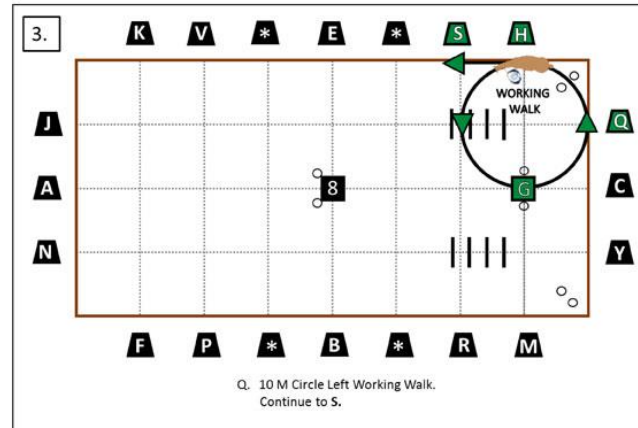 3.
K V * E * S H
WORKING
WALK
J Q
A 8 G C
N Y
F P * B * R M
Q. 10 M Circle Left Working Walk.
Continue to S.